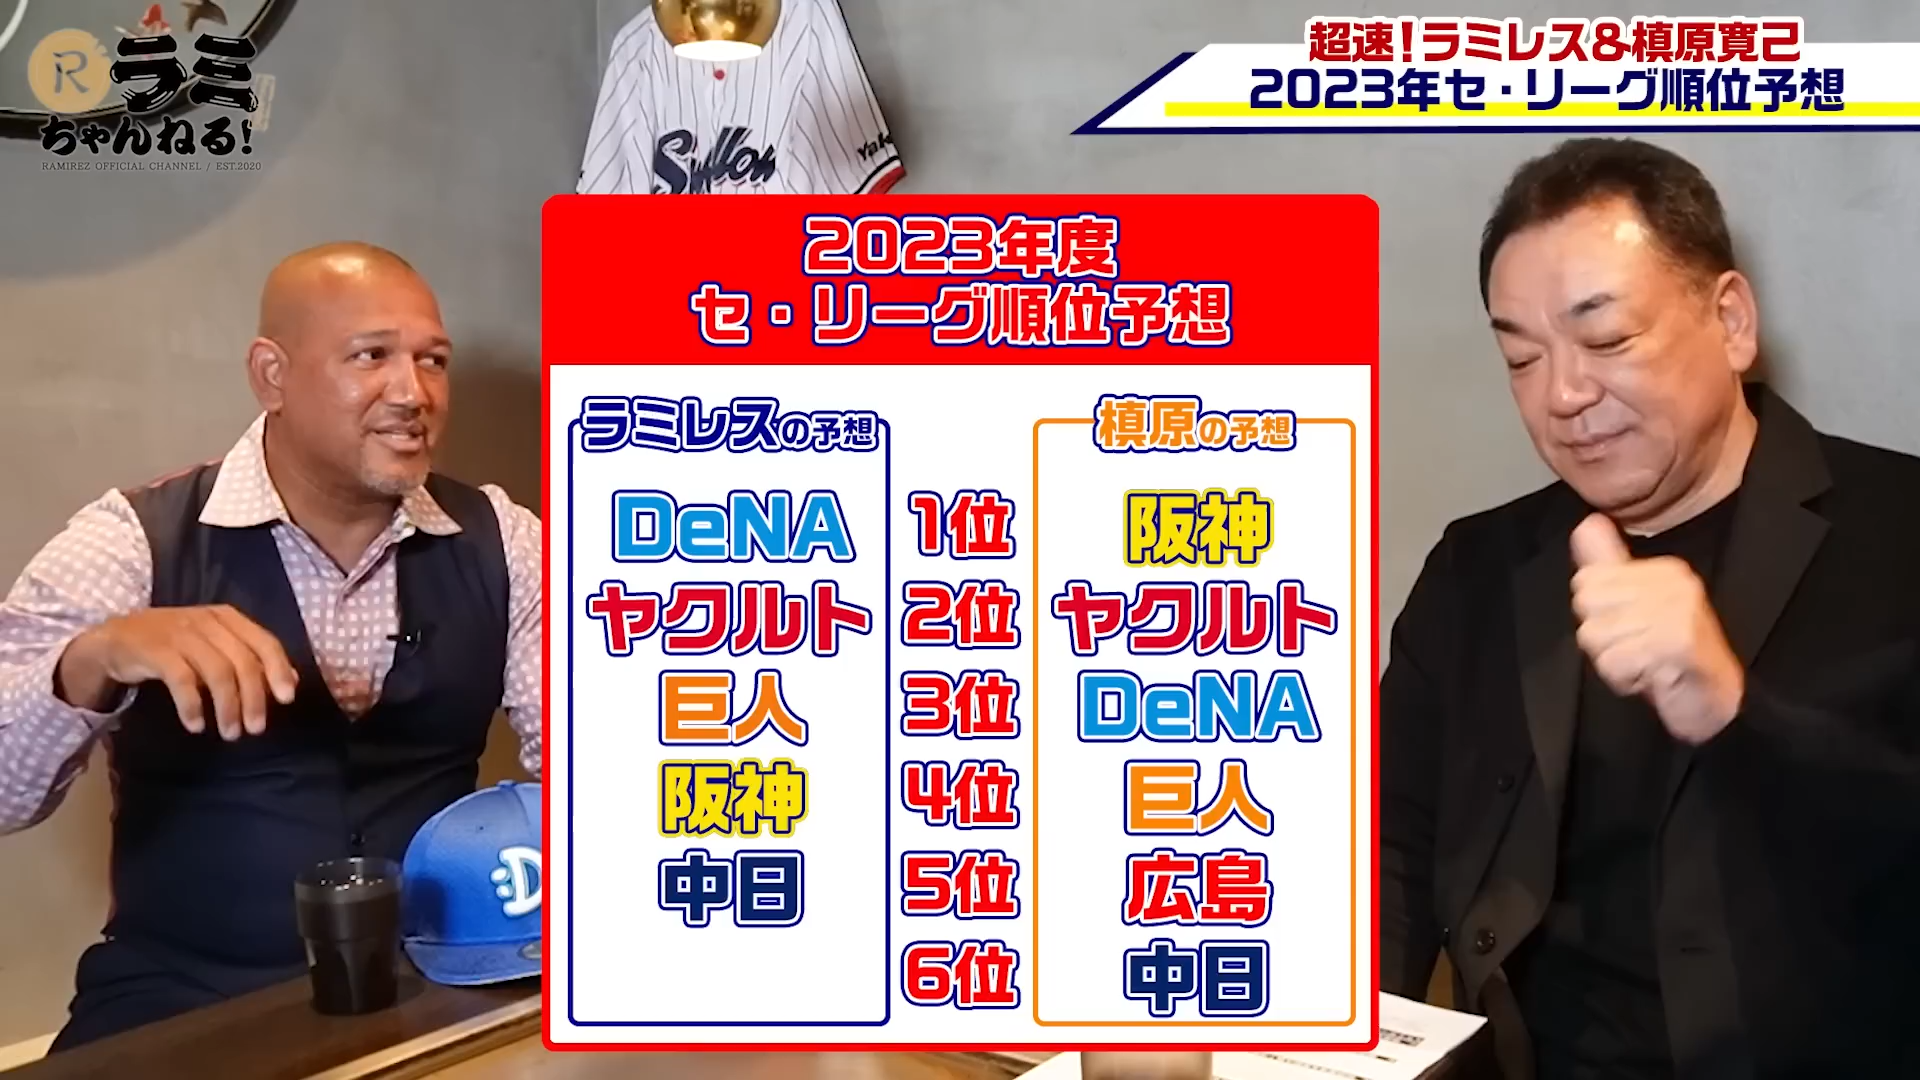 R ラミ
ちゃんねる!
RAMIREZ OFFICIAL CHANNEL / EST.2020
超速!ラミレス&槙原寛己
2023年セ・リーグ順位予想
Swallow
Yak
2023年度
セ・リーグ順位予想
ラミレスの予想 槙原の予想
DeNA 1位 阪神
ヤクルト 2位 ヤクルト
巨人 3位 DeNA
阪神 4位 巨人
中日 5位 広島
6位 中日
D